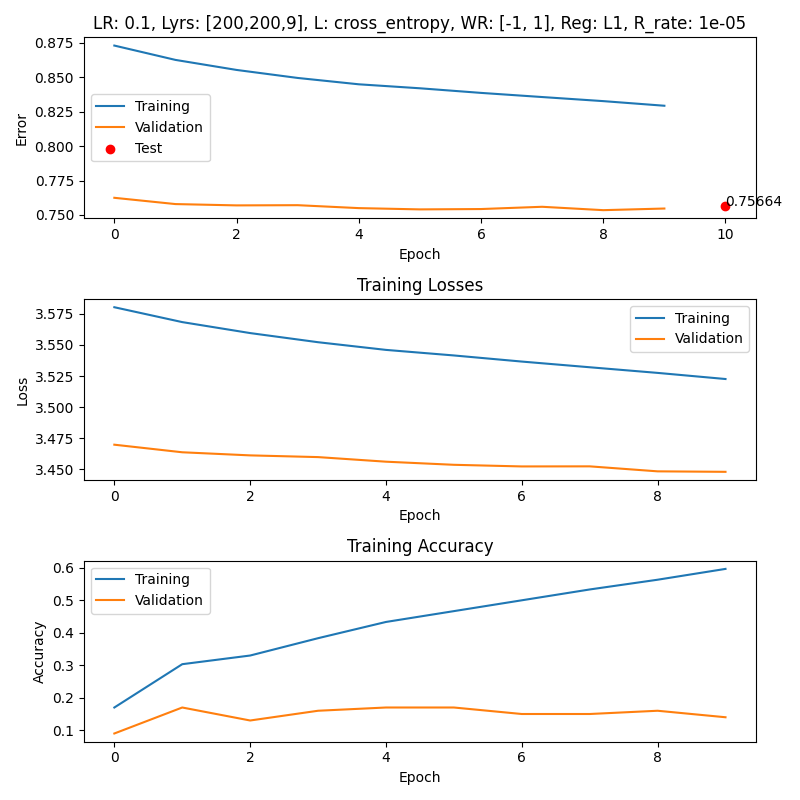 LR: 0.1, Lyrs: [200,200,9], L: cross_entropy, WR: [-1, 1], Reg: L1, R_rate: 1e-05
0.875
0.850
0.825
0.800
0.775
0.750
Error
Training
Validation
Test
0.75664
0 2 4 6 8 10
Epoch
Training Losses
3.575
3.550
3.525
3.500
3.475
3.450
Loss
Training
Validation
0 2 4 6 8
Epoch
Training Accuracy
0.6
0.5
0.4
0.3
0.2
0.1
Accuracy
Training
Validation
0 2 4 6 8
Epoch